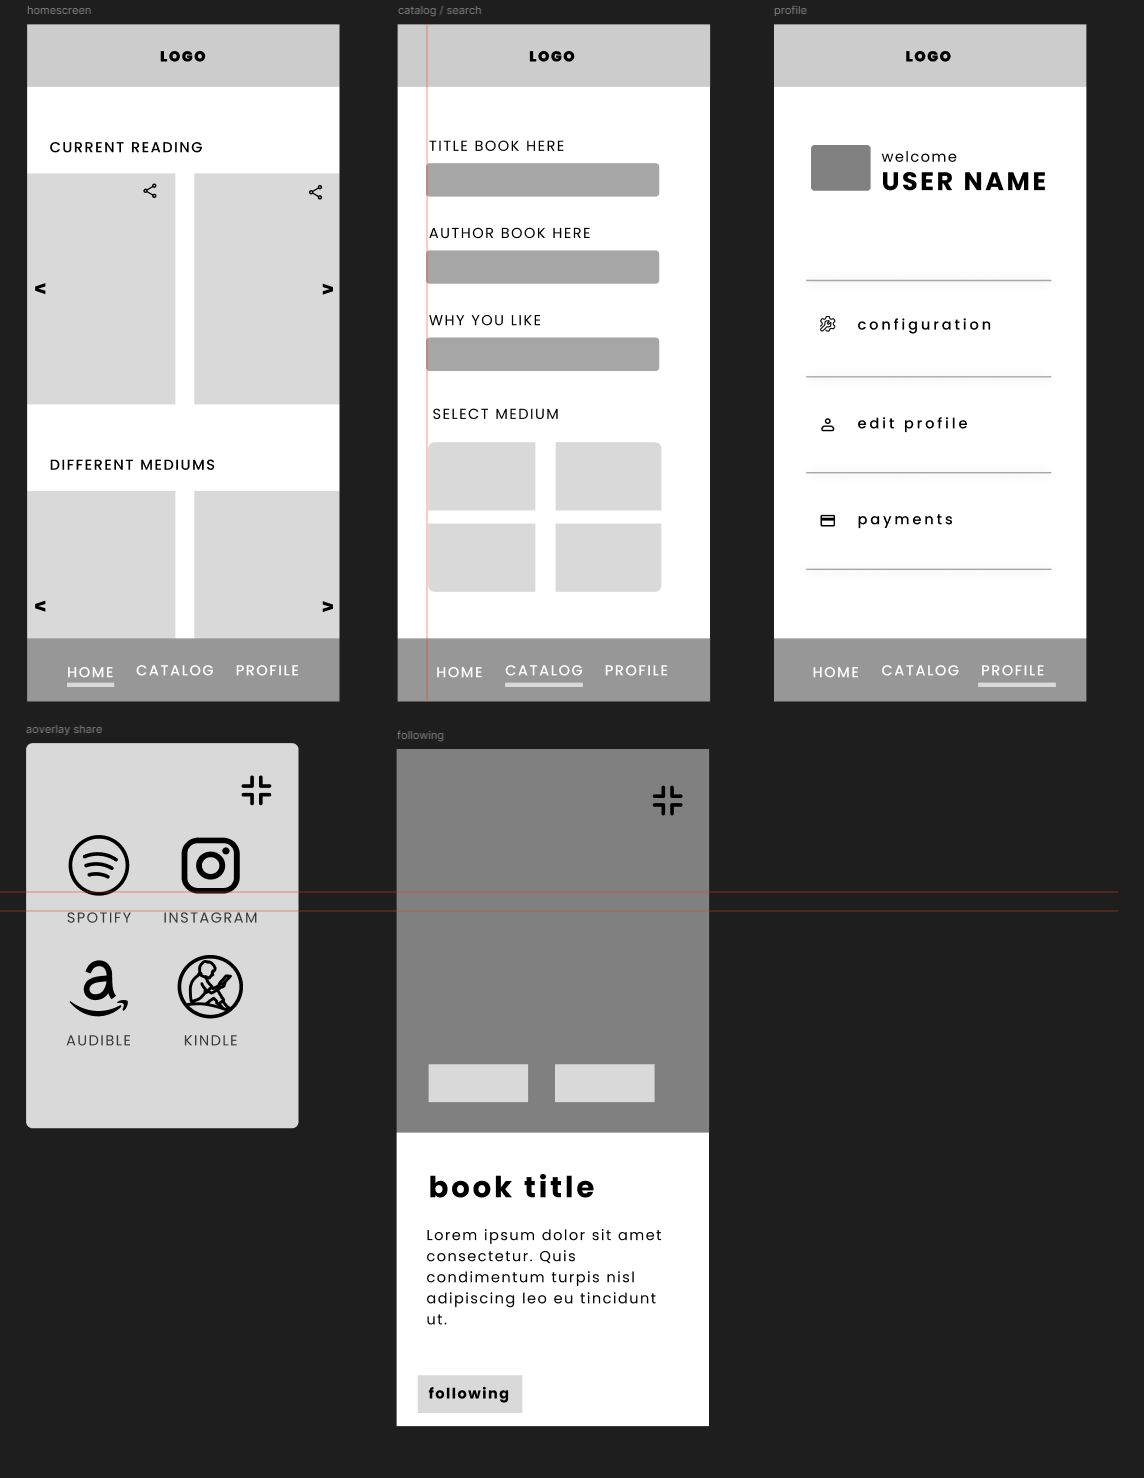 homescreen
LOGO
CURRENT READING
<
>
DIFFERENT MEDIUMS
<
>
HOME CATALOG PROFILE
catalog / search
LOGO
TITLE BOOK HERE
AUTHOR BOOK HERE
WHY YOU LIKE
SELECT MEDIUM
HOME CATALOG PROFILE
profile
LOGO
welcome
USER NAME
configuration
edit profile
payments
HOME CATALOG PROFILE
aoverlay share
SPOTIFY INSTAGRAM
a
AUDIBLE KINDLE
following
book title
Lorem ipsum dolor sit amet
consectetur. Quis
condimentum turpis nisl
adipiscing leo eu tincidunt
ut.
following